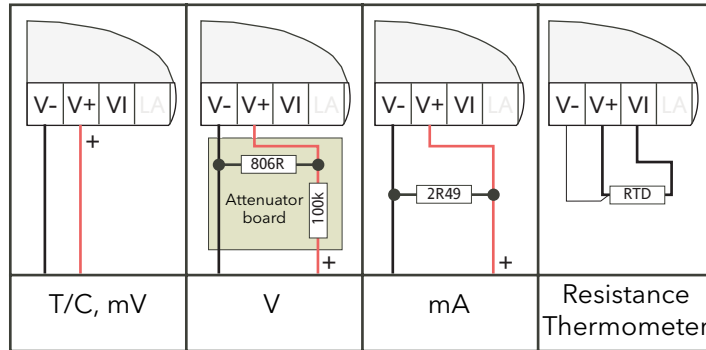 V- V+ VI LA
+
T/C, mV
V- V+ VI LA
806R
Attenuator
board
100k
+
V
V- V+ VI LA
2R49
+
mA
V- V+ VI LA
RTD
Resistance
Thermometer